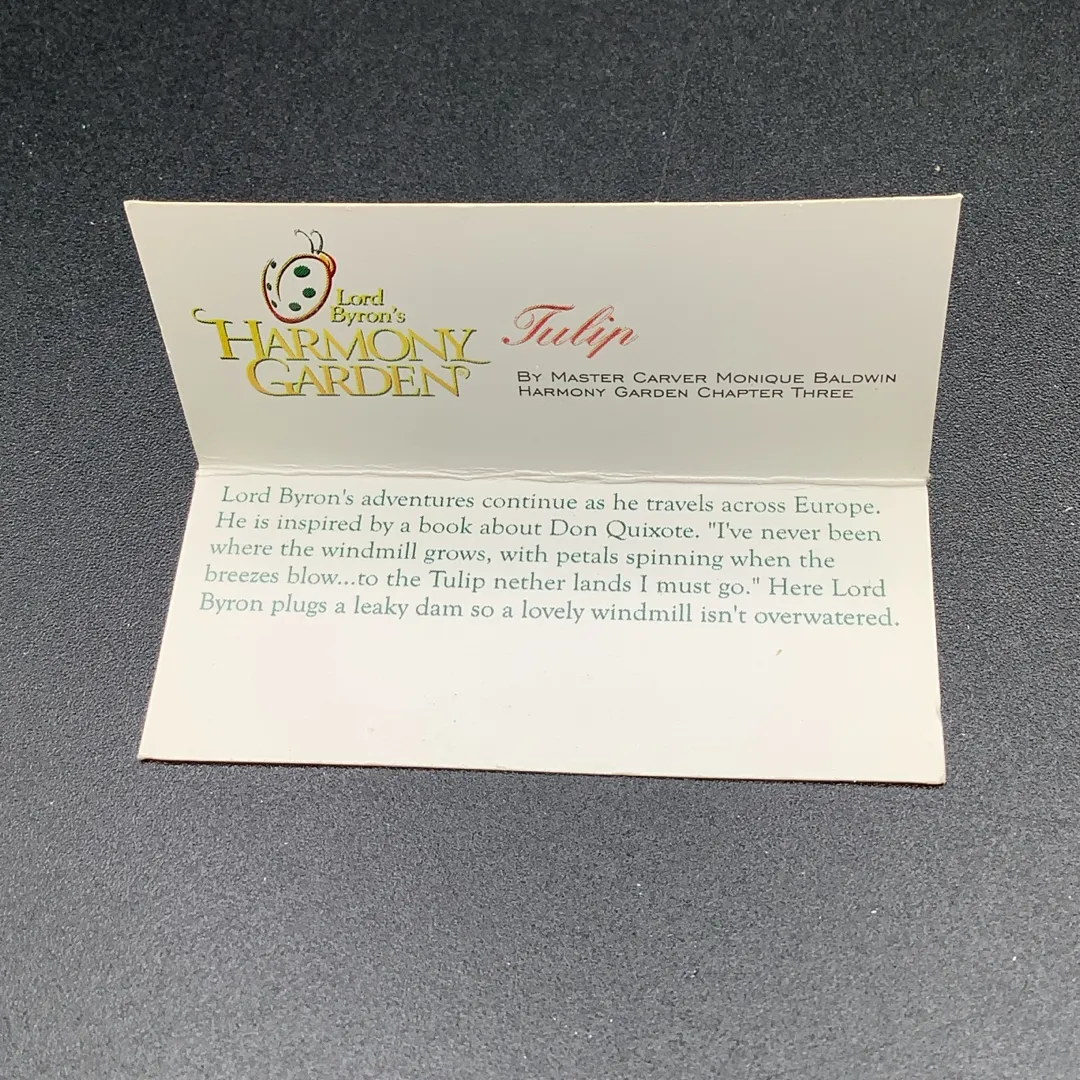 Lord
Byron's
HARMONY
GARDEN
Tulip
BY MASTER CARVER MONIQUE BALDWIN
HARMONY GARDEN CHAPTER THREE
Lord Byron's adventures continue as he travels across Europe.
He is inspired by a book about Don Quixote. "I've never been
where the windmill grows, with petals spinning when the
breezes blow...to the Tulip nether lands I must go." Here Lord
Byron plugs a leaky dam so a lovely windmill isn't overwatered.